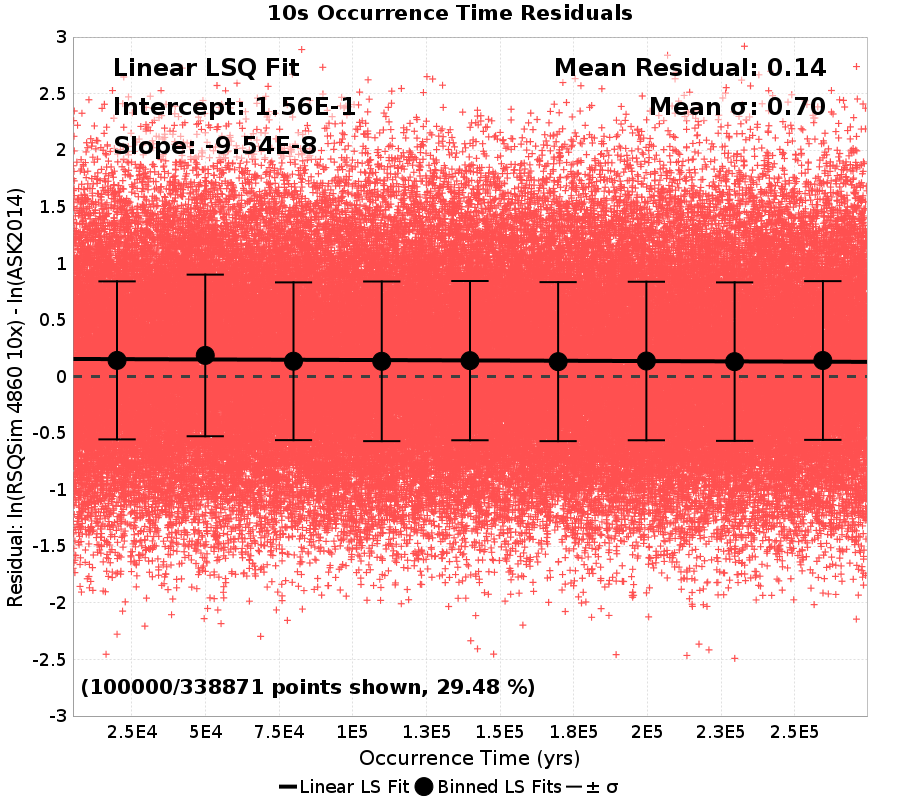 10s Occurrence Time Residuals
Linear LSQ Fit
Intercept: 1.56E-1
Slope: -9.54E-8
Mean Residual: 0.14
Mean σ: 0.70
Residual: ln(RSQSim 4860 10x) - ln(ASK2014)
3
2.5
2
1.5
1
0.5
0
-0.5
-1
-1.5
-2
-2.5
-3
(100000/338871 points shown, 29.48 %)
2.5E4 5E4 7.5E4 1E5 1.3E5 1.5E5 1.8E5 2E5 2.3E5 2.5E5
Occurrence Time (yrs)
Linear LS Fit Binned LS Fits ± σ